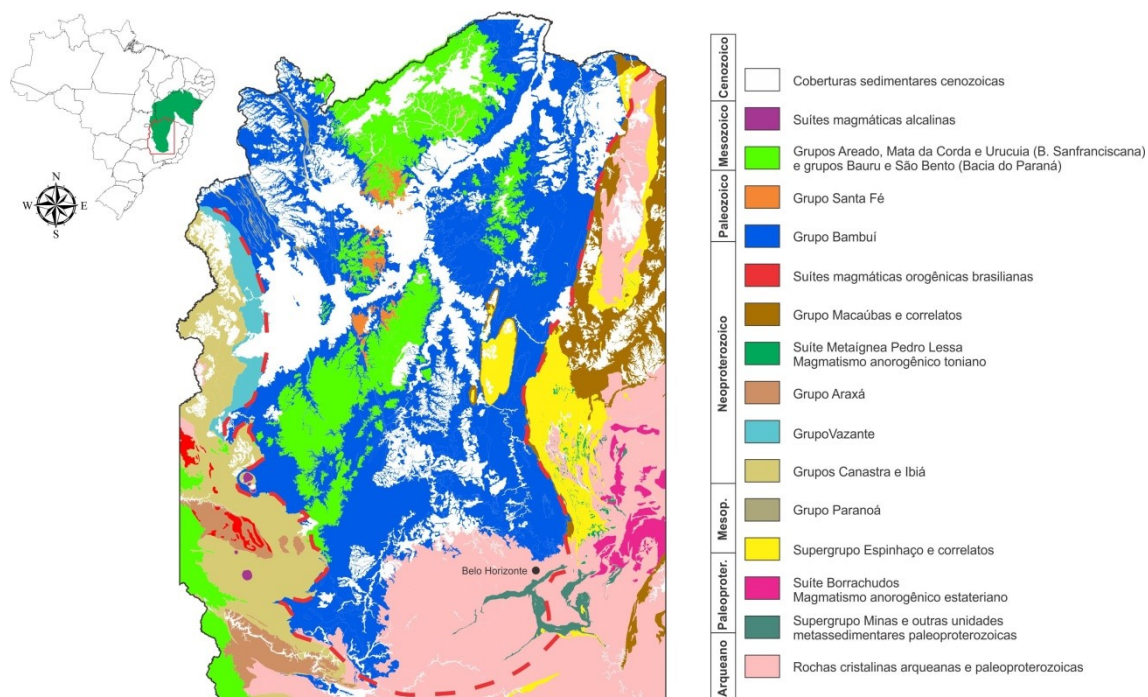 N
W
E
S
Belo Horizonte
Cenozoico
Mesozoico
Paleozoico
Neoproterozoico
Mesop.
Paleoproter.
Arqueano
Coberturas sedimentares cenozoicas
Suítes magmáticas alcalinas
Grupos Areado, Mata da Corda e Urucuia (B. Sanfranciscana)
e grupos Bauru e São Bento (Bacia do Paraná)
Grupo Santa Fé
Grupo Bambuí
Suítes magmáticas orogênicas brasilianas
Grupo Macaúbas e correlatos
Suíte Metaígnea Pedro Lessa
Magmatismo anorogênico toniano
Grupo Araxá
GrupoVazante
Grupos Canastra e Ibiá
Grupo Paranoá
Supergrupo Espinhaço e correlatos
Suíte Borrachudos
Magmatismo anorogênico estateriano
Supergrupo Minas e outras unidades
metassedimentares paleoproterozoicas
Rochas cristalinas arqueanas e paleoproterozoicas